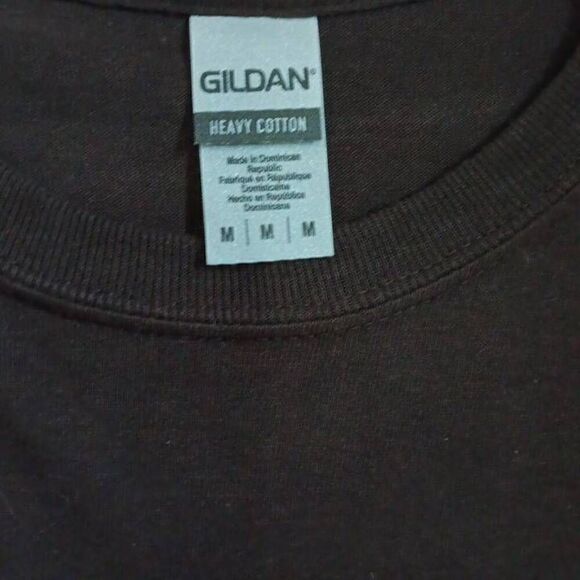 GILDAN®
HEAVY COTTON
Made in Dominican
Republic
Fabriqué en République
Dominicaine
Hecho en República
Dominicana
M | M | M